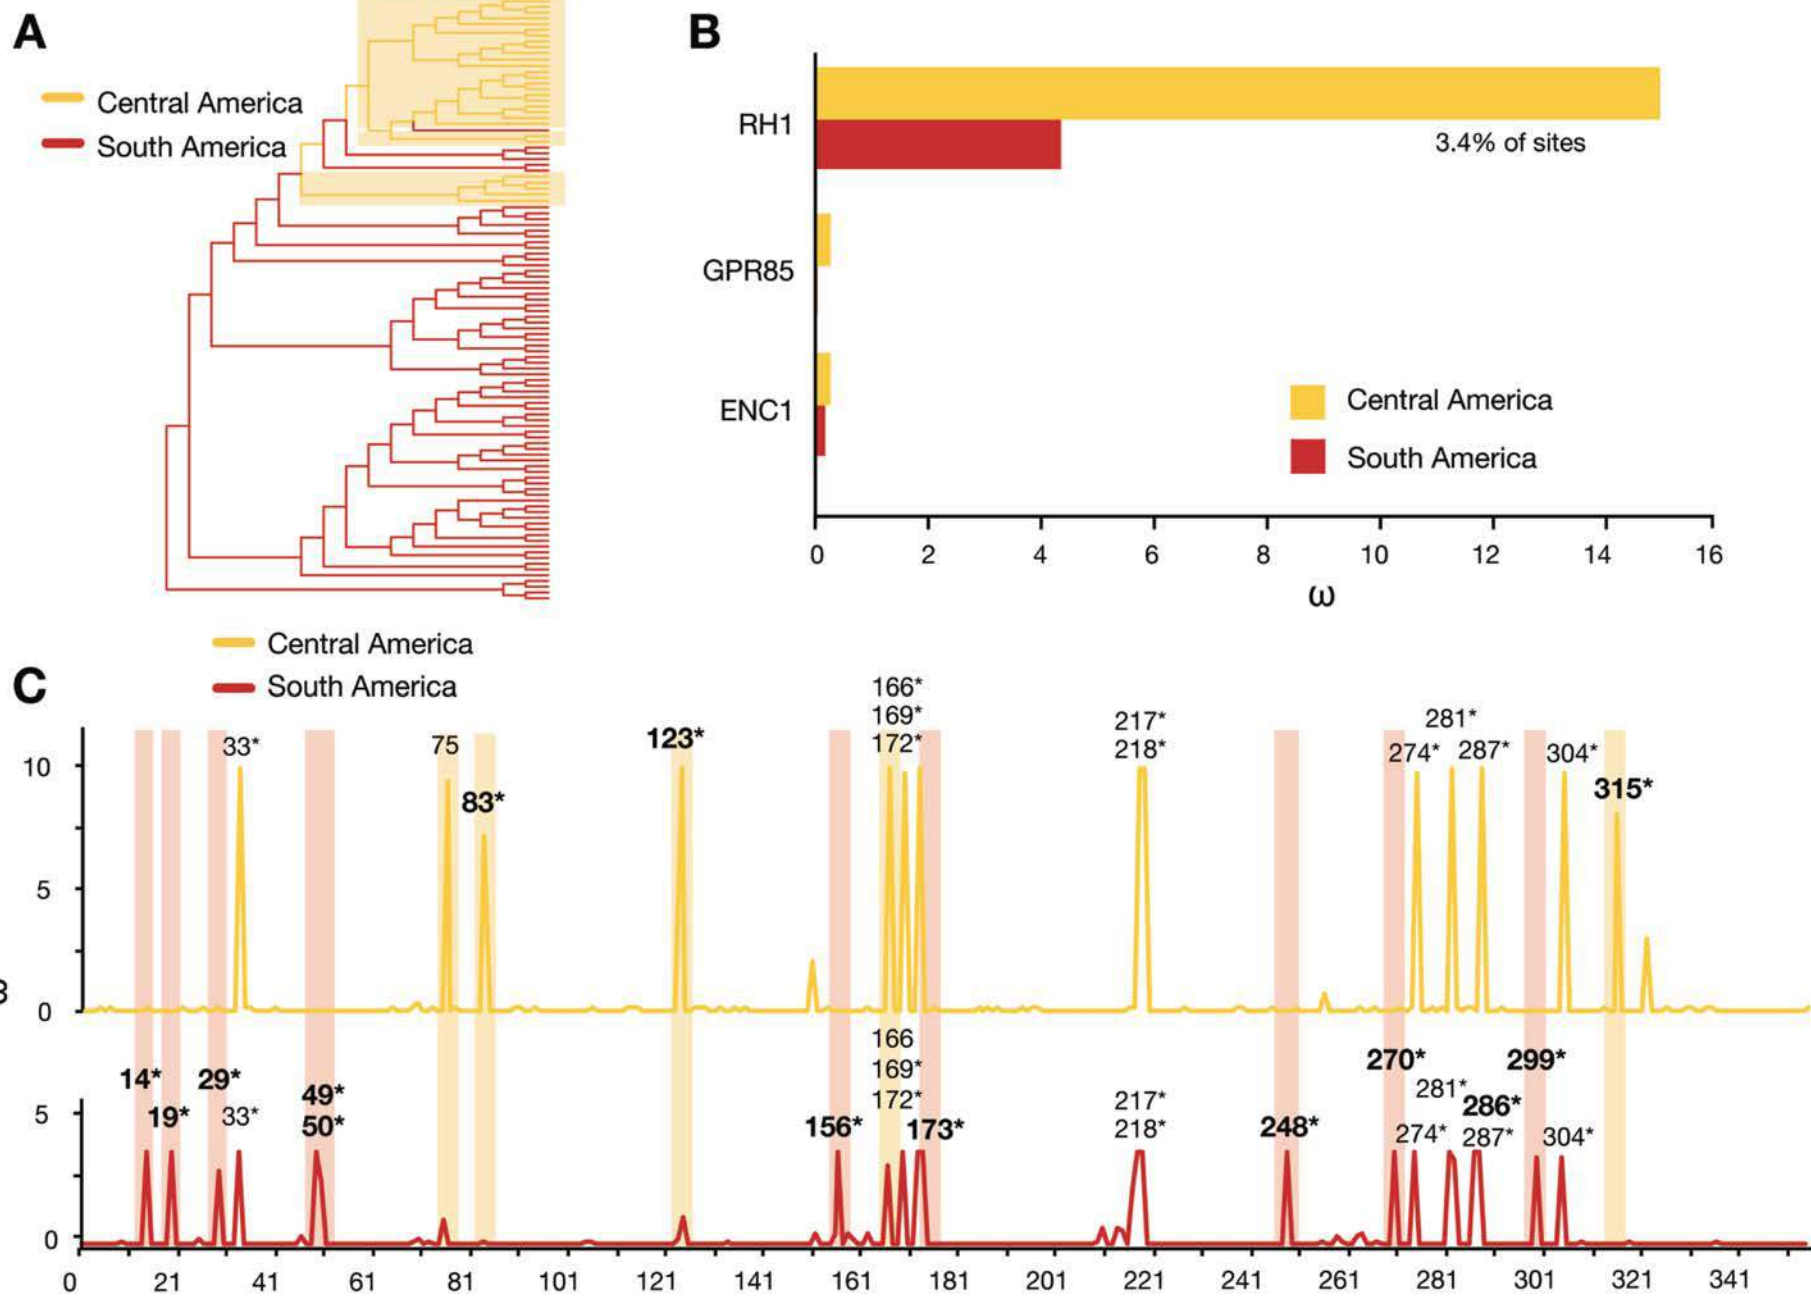 A
Central America
South America
B
RH1
3.4% of sites
GPR85
ENC1
Central America
South America
0 2 4 6 8 10 12 14 16
ω
Central America
South America
C
166*
169*
172*
217*
218*
281*
33*
75
83*
123*
274*
287*
304*
315*
10
5
0
166
169*
172*
14*
19*
29*
33*
49*
50*
156*
173*
217*
218*
248*
270*
274*
281*
286*
287*
299*
304*
5
0
0 21 41 61 81 101 121 141 161 181 201 221 241 261 281 301 321 341